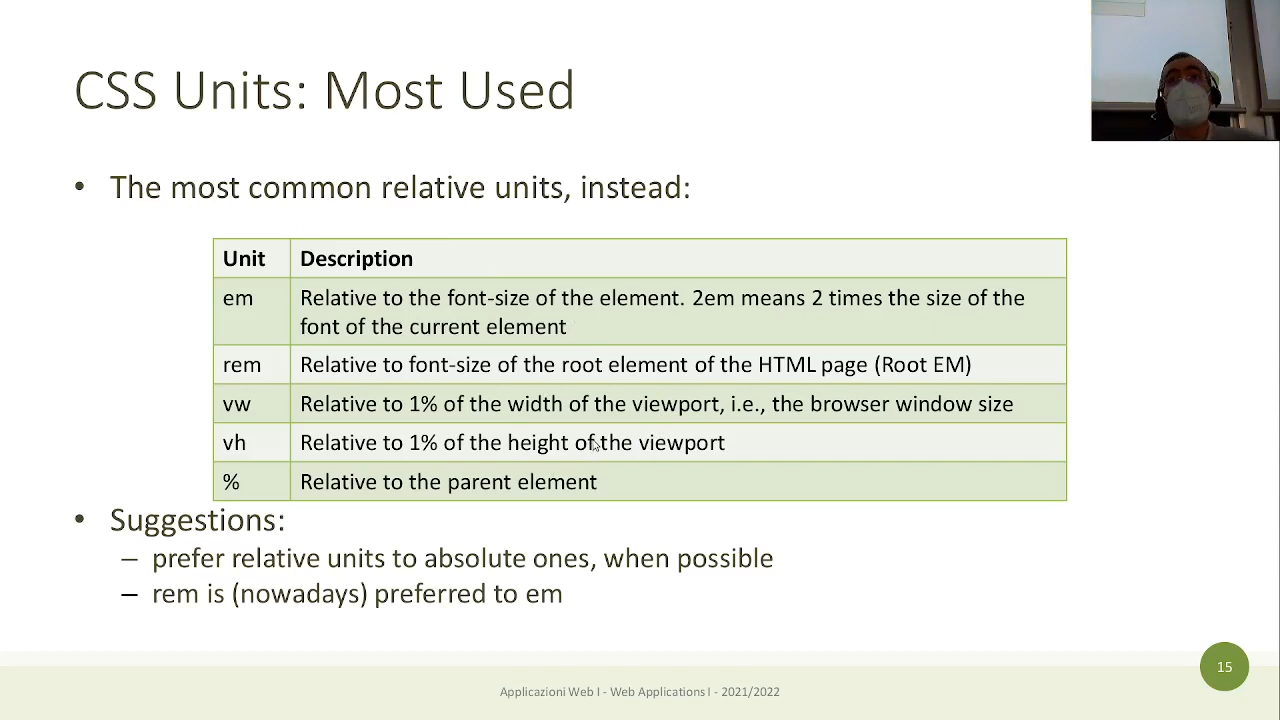 CSS Units: Most Used
• The most common relative units, instead:
Unit Description
em Relative to the font-size of the element. 2em means 2 times the size of the
font of the current element
rem Relative to font-size of the root element of the HTML page (Root EM)
vw Relative to 1% of the width of the viewport, i.e., the browser window size
vh Relative to 1% of the height of the viewport
% Relative to the parent element
• Suggestions:
– prefer relative units to absolute ones, when possible
– rem is (nowadays) preferred to em
15
Applicazioni Web I - Web Applications I - 2021/2022